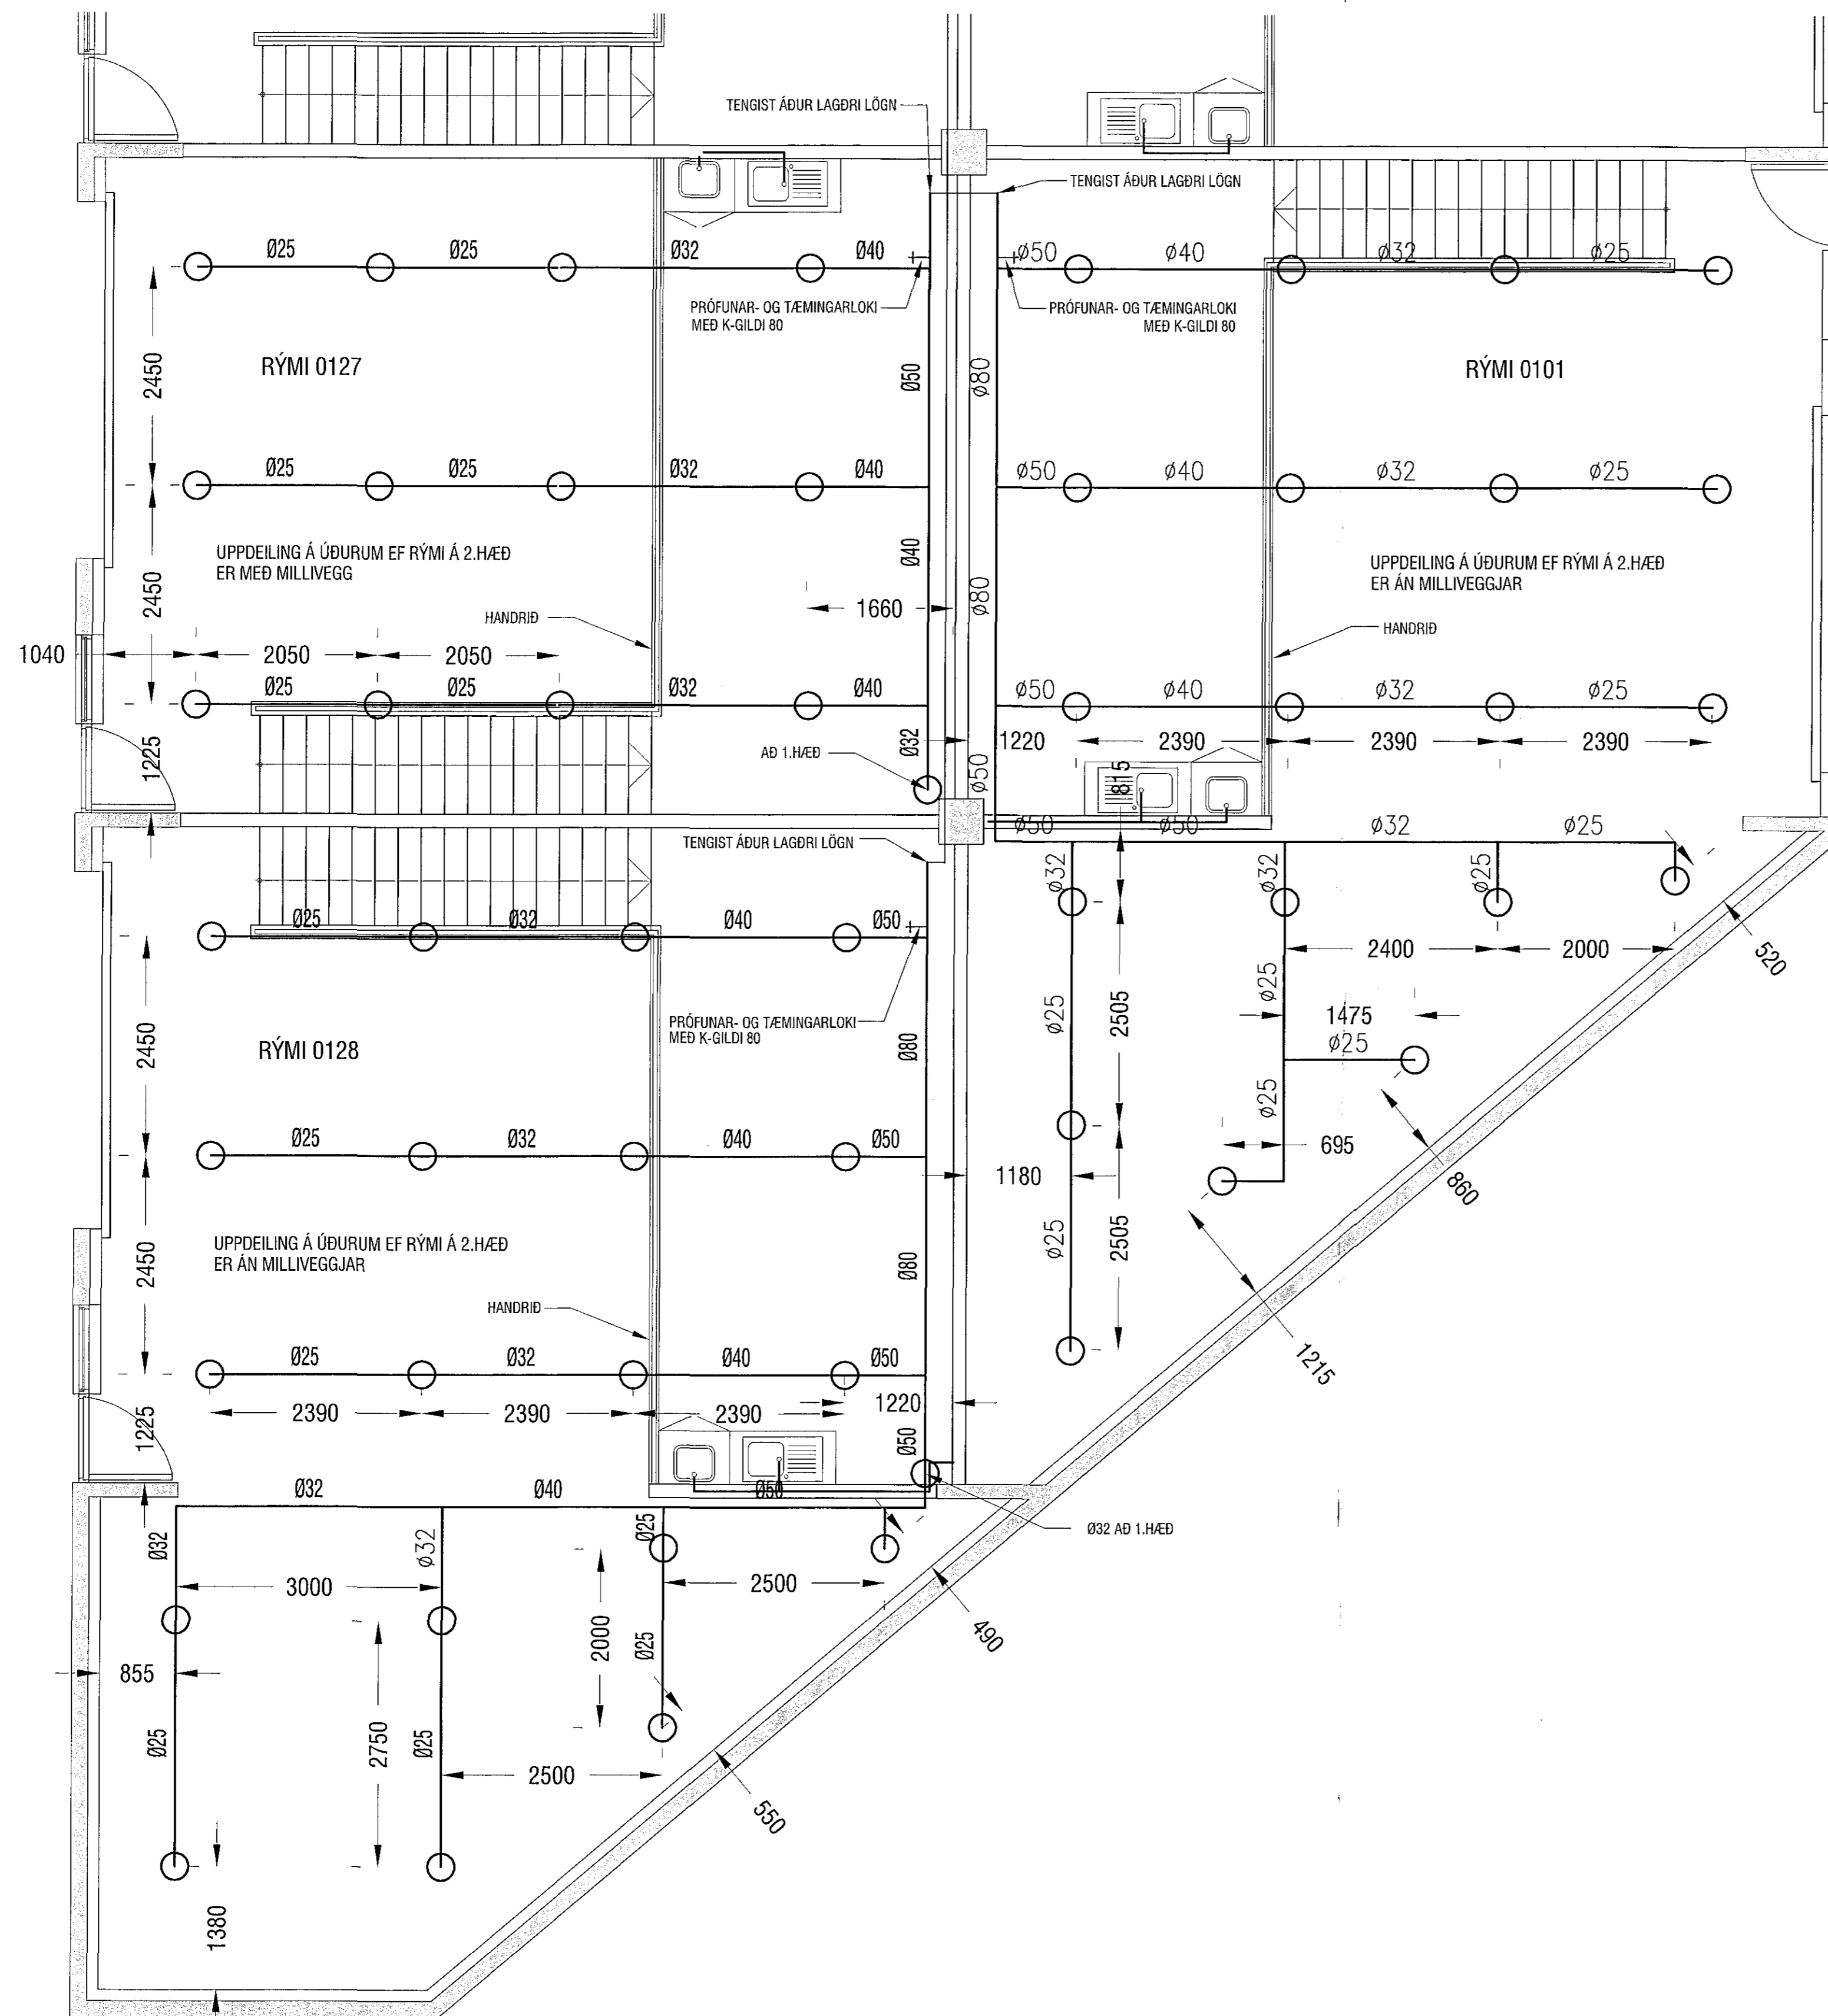 TENGIST ÁÐUR LAGÐRI LÖGN
TENGIST ÁÐUR LAGÐRI LÖGN
Ø25
Ø25
Ø32
Ø40
ø50
ø40
ø32
ø25
PRÓFUNAR- OG TÆMINGARLOKI
MEÐ K-GILDI 80
PRÓFUNAR- OG TÆMINGARLOKI
MEÐ K-GILDI 80
RÝMI 0127
RÝMI 0101
2450
Ø50
ø80
Ø25
Ø25
Ø32
Ø40
ø50
ø40
ø32
ø25
UPPDEILING Á ÚÐURUM EF RÝMI Á 2.HÆÐ
ER MEÐ MILLIVEGG
UPPDEILING Á ÚÐURUM EF RÝMI Á 2.HÆÐ
ER ÁN MILLIVEGGJAR
2450
Ø40
ø80
1660
HANDRIÐ
HANDRIÐ
1040
2050
2050
Ø25
Ø25
Ø32
Ø40
ø50
ø40
ø32
ø25
1225
AÐ 1.HÆÐ
Ø32
ø50
1220
2390
2390
2390
815
ø50
ø50
ø32
ø25
TENGIST ÁÐUR LAGÐRI LÖGN
ø32
ø32
ø25
Ø25
Ø32
Ø40
Ø50
2400
2000
520
2450
RÝMI 0128
PRÓFUNAR- OG TÆMINGARLOKI
MEÐ K-GILDI 80
Ø80
ø25
2505
ø25
1475
ø25
ø25
Ø25
Ø32
Ø40
Ø50
695
1180
860
UPPDEILING Á ÚÐURUM EF RÝMI Á 2.HÆÐ
ER ÁN MILLIVEGGJAR
2450
Ø80
ø25
2505
HANDRIÐ
Ø25
Ø32
Ø40
Ø50
1215
2390
2390
2390
1220
1225
Ø50
Ø32
Ø40
Ø50
Ø32 AÐ 1.HÆÐ
Ø32
ø32
Ø25
3000
2500
490
2000
Ø25
855
Ø25
2750
Ø25
2500
550
1380